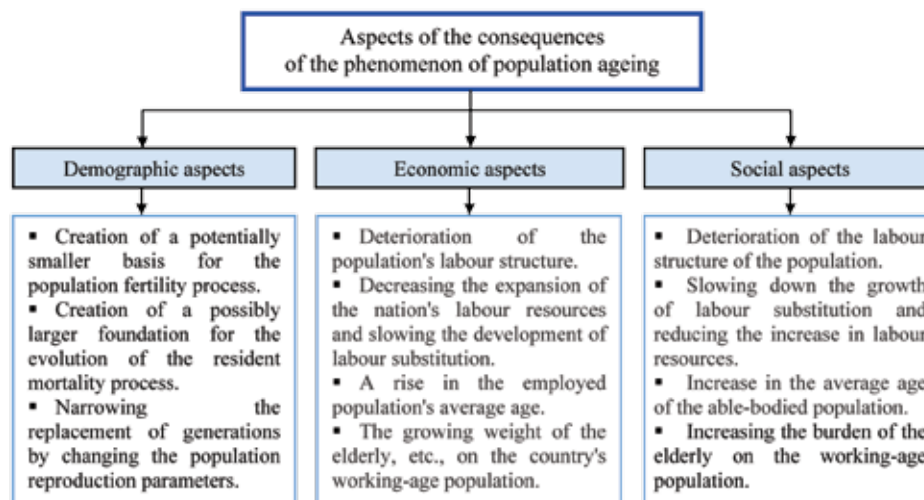 Aspects of the consequences
of the phenomenon of population ageing
Demographic aspects
Economic aspects
Social aspects
▪ Creation of a potentially
smaller basis for the
population fertility process.
▪ Creation of a possibly
larger foundation for the
evolution of the resident
mortality process.
▪ Narrowing the
replacement of generations
by changing the population
reproduction parameters.
▪ Deterioration of the
population's labour structure.
▪ Decreasing the expansion of
the nation's labour resources
and slowing the development of
labour substitution.
▪ A rise in the employed
population's average age.
▪ The growing weight of the
elderly, etc., on the country's
working-age population.
▪ Deterioration of the labour
structure of the population.
▪ Slowing down the growth
of labour substitution and
reducing the increase in labour
resources.
▪ Increase in the average age
of the able-bodied population.
▪ Increasing the burden of the
elderly on the working-age
population.